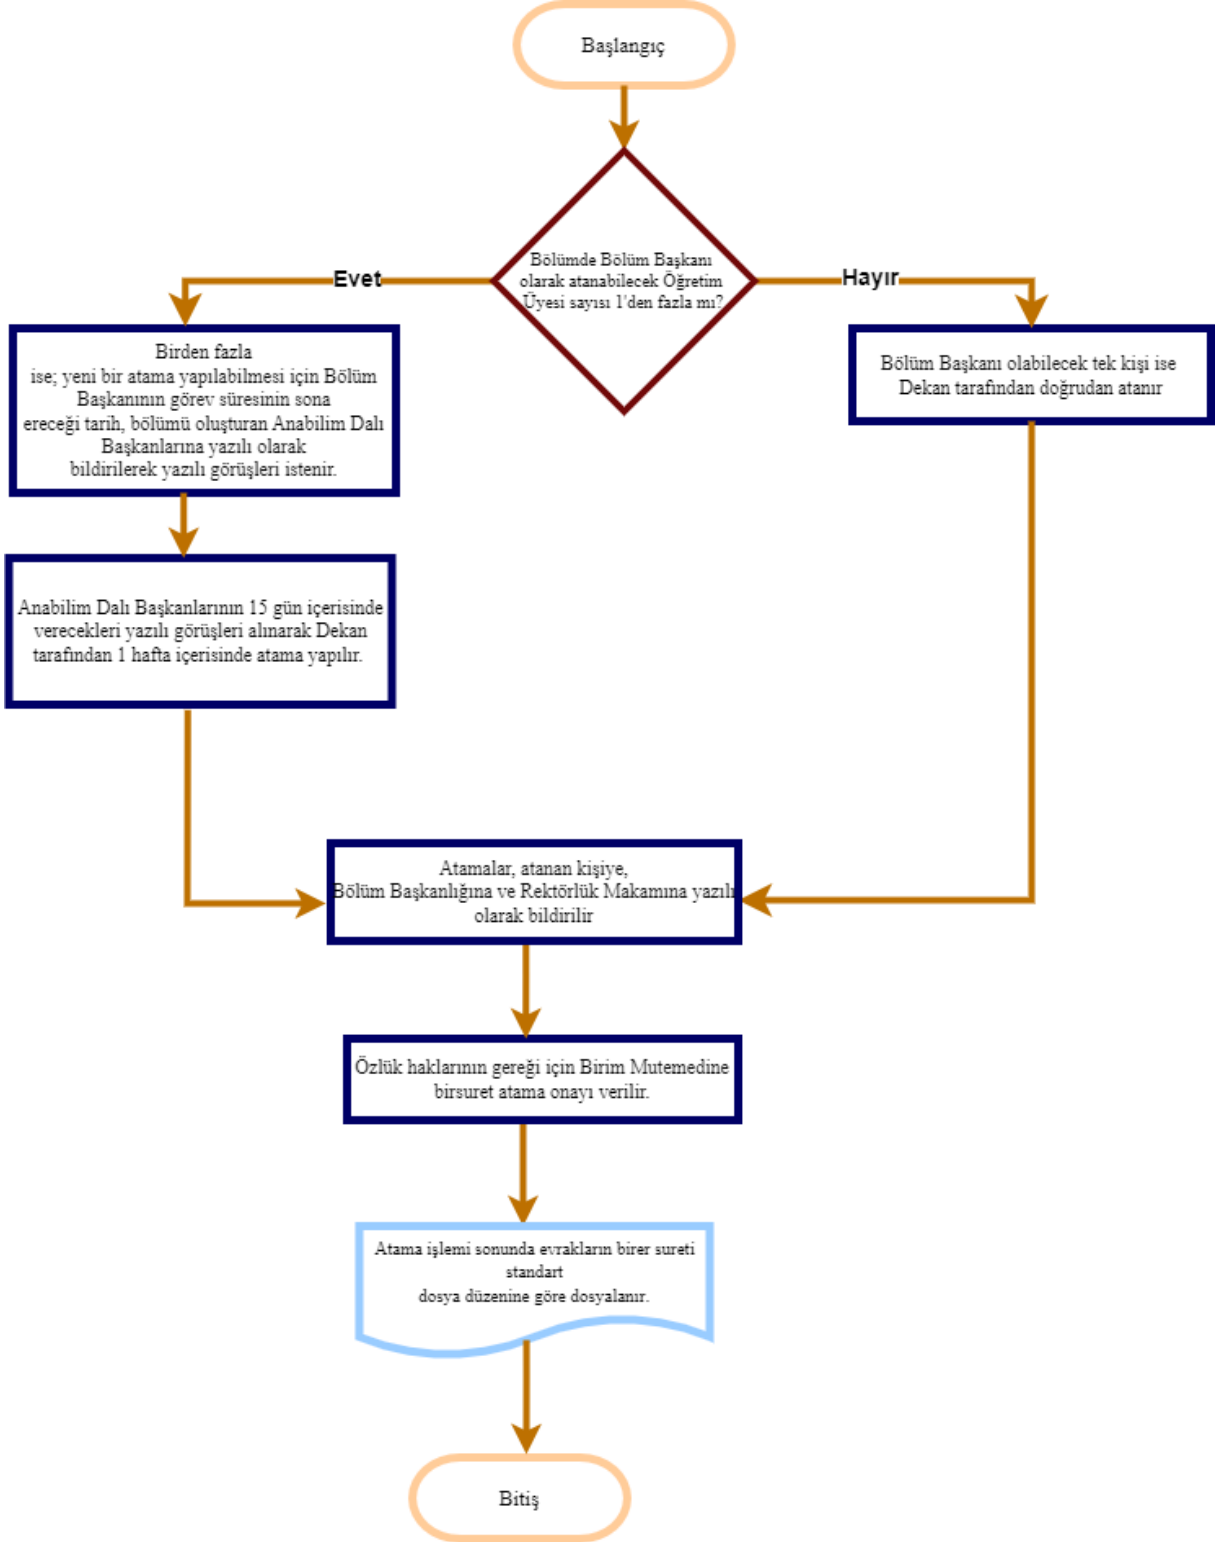 Başlangıç
Bölümde Bölüm Başkanı
olarak atanabilecek Öğretim
Üyesi sayısı 1'den fazla mı?
Evet
Hayır
Birden fazla
ise; yeni bir atama yapılabilmesi için Bölüm
Başkanının görev süresinin sona
ereceği tarih, bölümü oluşturan Anabilim Dalı
Başkanlarına yazılı olarak
bildirilerek yazılı görüşleri istenir.
Bölüm Başkanı olabilecek tek kişi ise
Dekan tarafından doğrudan atanır
Anabilim Dalı Başkanlarının 15 gün içerisinde
verecekleri yazılı görüşleri alınarak Dekan
tarafından 1 hafta içerisinde atama yapılır.
Atamalar, atanan kişiye,
Bölüm Başkanlığına ve Rektörlük Makamına yazılı
olarak bildirilir
Özlük haklarının gereği için Birim Mutemedine
birsuret atama onayı verilir.
Atama işlemi sonunda evrakların birer sureti
standart
dosya düzenine göre dosyalanır.
Bitiş